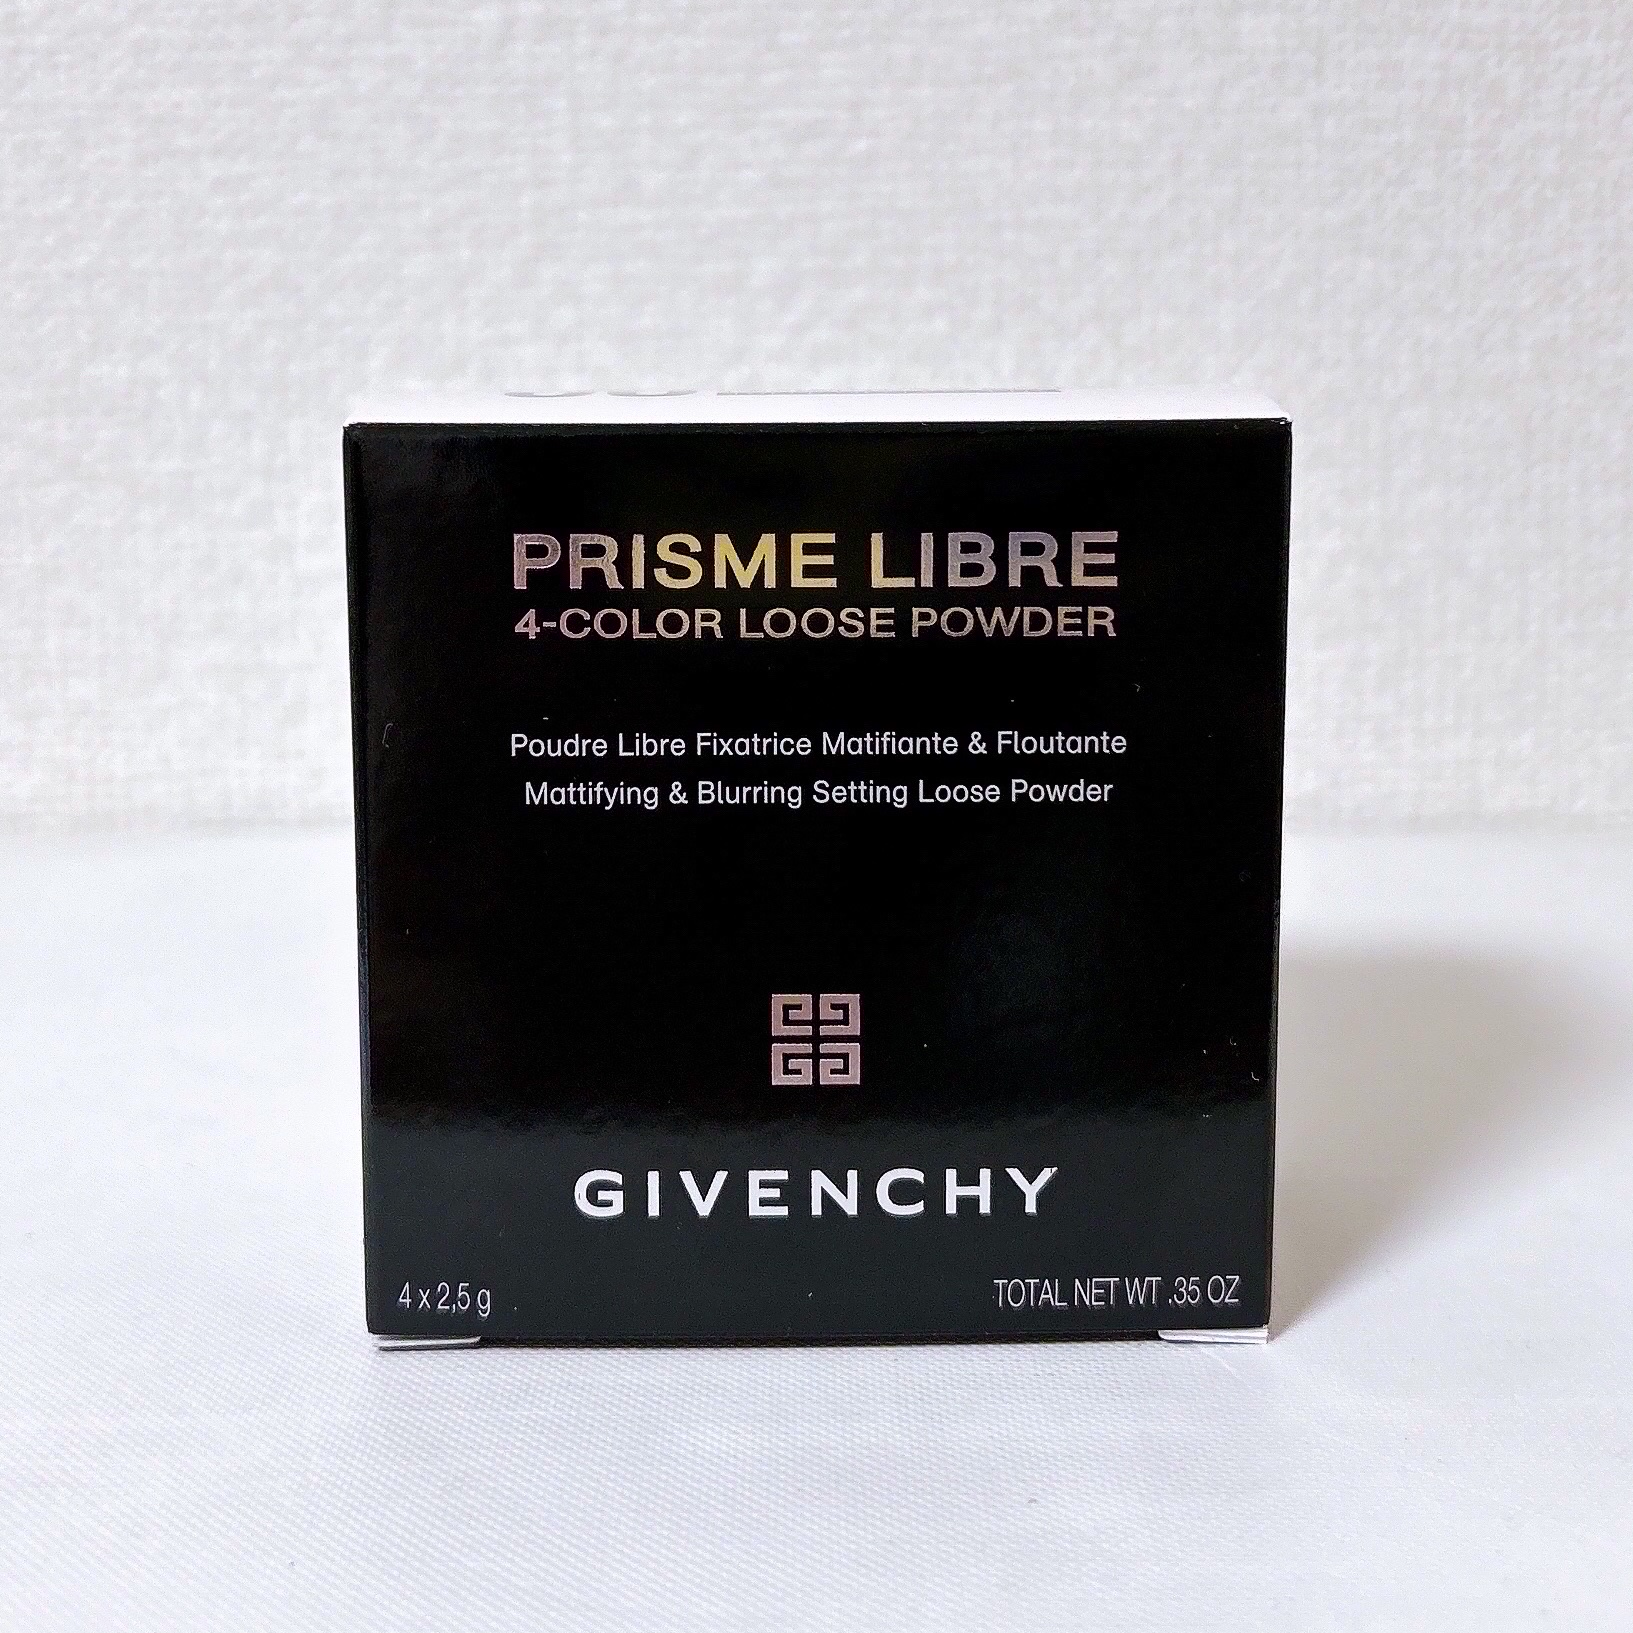 PRISME LIBRE
4-COLOR LOOSE POWDER
Poudre Libre Fixatrice Matifiante & Floutante
Mattifying & Blurring Setting Loose Powder
GIVENCHY
4 x 2,5 g
TOTAL NET WT .35 OZ